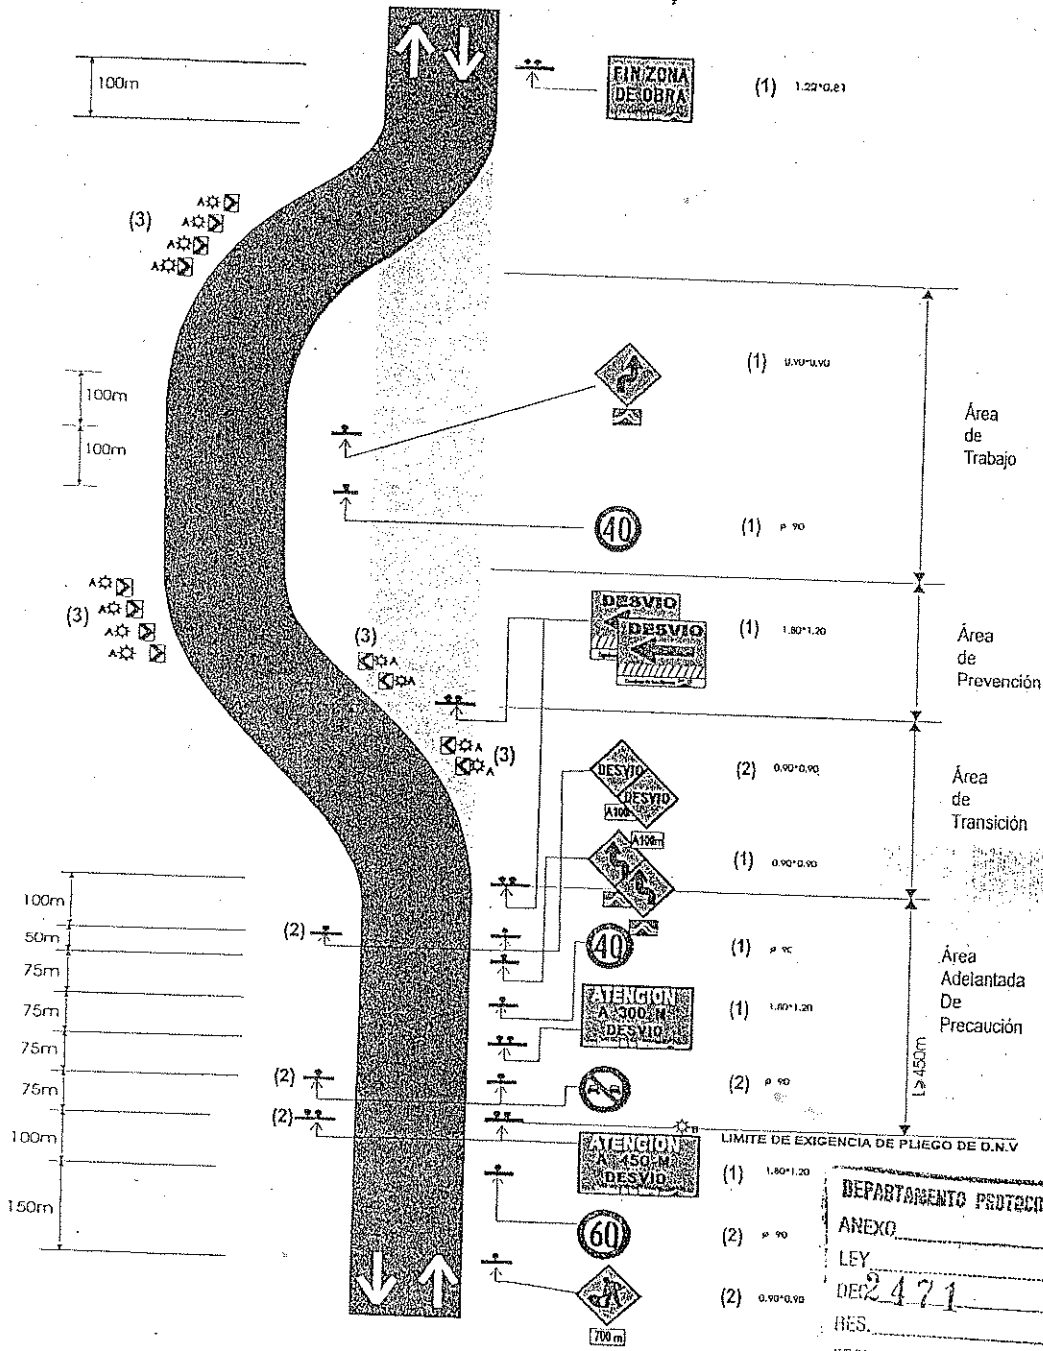 100m
FIN ZONA
DE OBRA
(1)
(3)
A
A
A
A
100m
100m
(1)
Área
de
Trabajo
40
(1)
ø 90
(3)
A
A
A
A
(3)
A
A
DESVIO
DESVIO
(1)
1.80*1.20
Área
de
Prevención
A
A
(3)
DESVIO
DESVIO
A100m
A100m
(2)
0.90*0.90
Área
de
Transición
(1)
0.90*0.90
100m
50m
75m
75m
75m
75m
100m
150m
(2)
40
(1)
Área
Adelantada
De
Precaución
ATENCION
A 300 M
DESVIO
(1)
1.80*1.20
L≥450m
(2)
(2)
ø 90
(2)
B
LIMITE DE EXIGENCIA DE PLIEGO DE D.N.V
ATENCION
A 450 M
DESVIO
(1)
1.80*1.20
60
(2)
ø 90
700 m
(2)
0.90*0.90
DEPARTAMENTO PROTOCO
ANEXO
LEY
DEC 2471
RES.